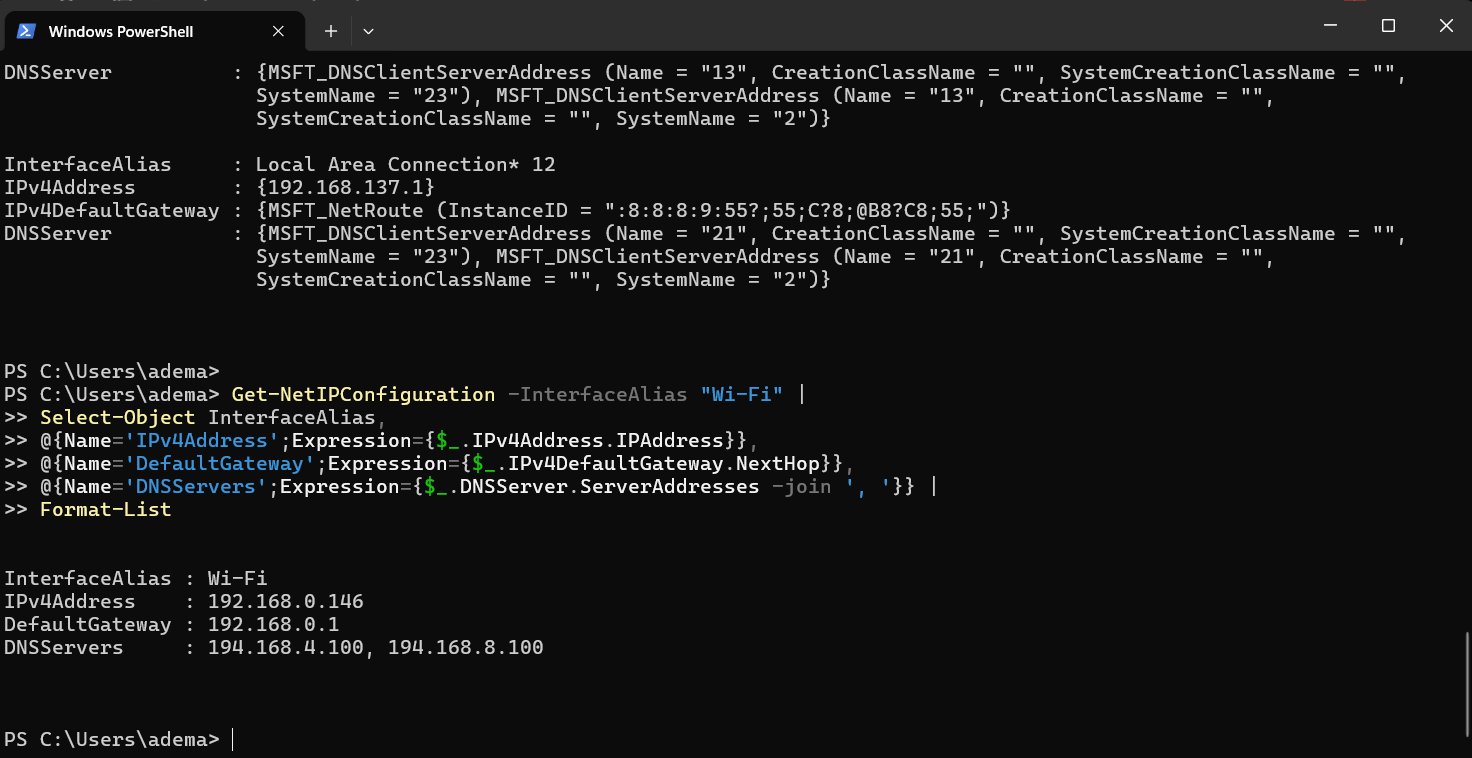 Windows PowerShell
DNSServer          : {MSFT_DNSClientServerAddress (Name = "13", CreationClassName = "", SystemCreationClassName = "",
                     SystemName = "23"), MSFT_DNSClientServerAddress (Name = "13", CreationClassName = "",
                     SystemCreationClassName = "", SystemName = "2")}
InterfaceAlias     : Local Area Connection* 12
IPv4Address        : {192.168.137.1}
IPv4DefaultGateway : {MSFT_NetRoute (InstanceID = ":8:8:8:9:55?;55;C?8;@B8?C8;55;")}
DNSServer          : {MSFT_DNSClientServerAddress (Name = "21", CreationClassName = "", SystemCreationClassName = "",
                     SystemName = "23"), MSFT_DNSClientServerAddress (Name = "21", CreationClassName = "",
                     SystemCreationClassName = "", SystemName = "2")}
PS C:\Users\adema>
PS C:\Users\adema> Get-NetIPConfiguration -InterfaceAlias "Wi-Fi" |
>> Select-Object InterfaceAlias,
>> @{Name='IPv4Address';Expression={$_.IPv4Address.IPAddress}},
>> @{Name='DefaultGateway';Expression={$_.IPv4DefaultGateway.NextHop}},
>> @{Name='DNSServers';Expression={$_.DNSServer.ServerAddresses -join ', '}} |
>> Format-List
InterfaceAlias : Wi-Fi
IPv4Address    : 192.168.0.146
DefaultGateway : 192.168.0.1
DNSServers     : 194.168.4.100, 194.168.8.100
PS C:\Users\adema>